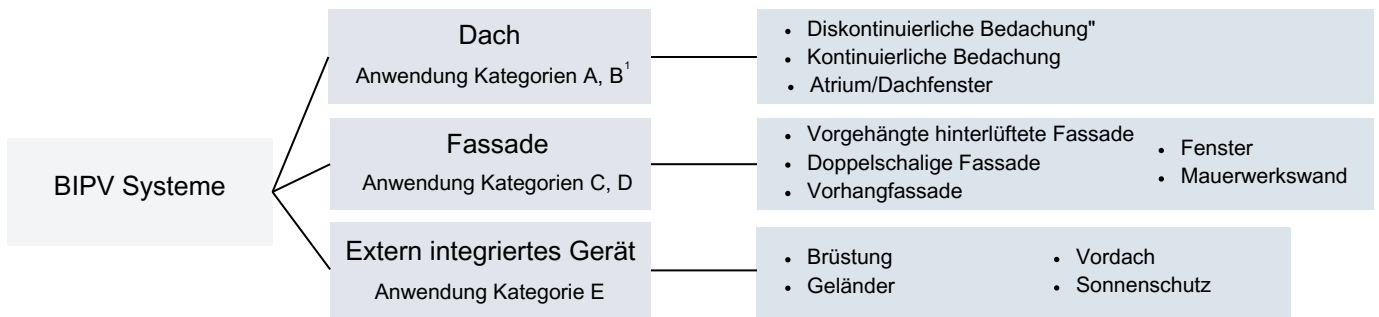 BIPV Systeme
Dach
Anwendung Kategorien A, B¹
• Diskontinuierliche Bedachung"
• Kontinuierliche Bedachung
• Atrium/Dachfenster
Fassade
Anwendung Kategorien C, D
• Vorgehängte hinterlüftete Fassade
• Doppelschalige Fassade
• Vorhangfassade
• Fenster
• Mauerwerkswand
Extern integriertes Gerät
Anwendung Kategorie E
• Brüstung
• Geländer
• Vordach
• Sonnenschutz